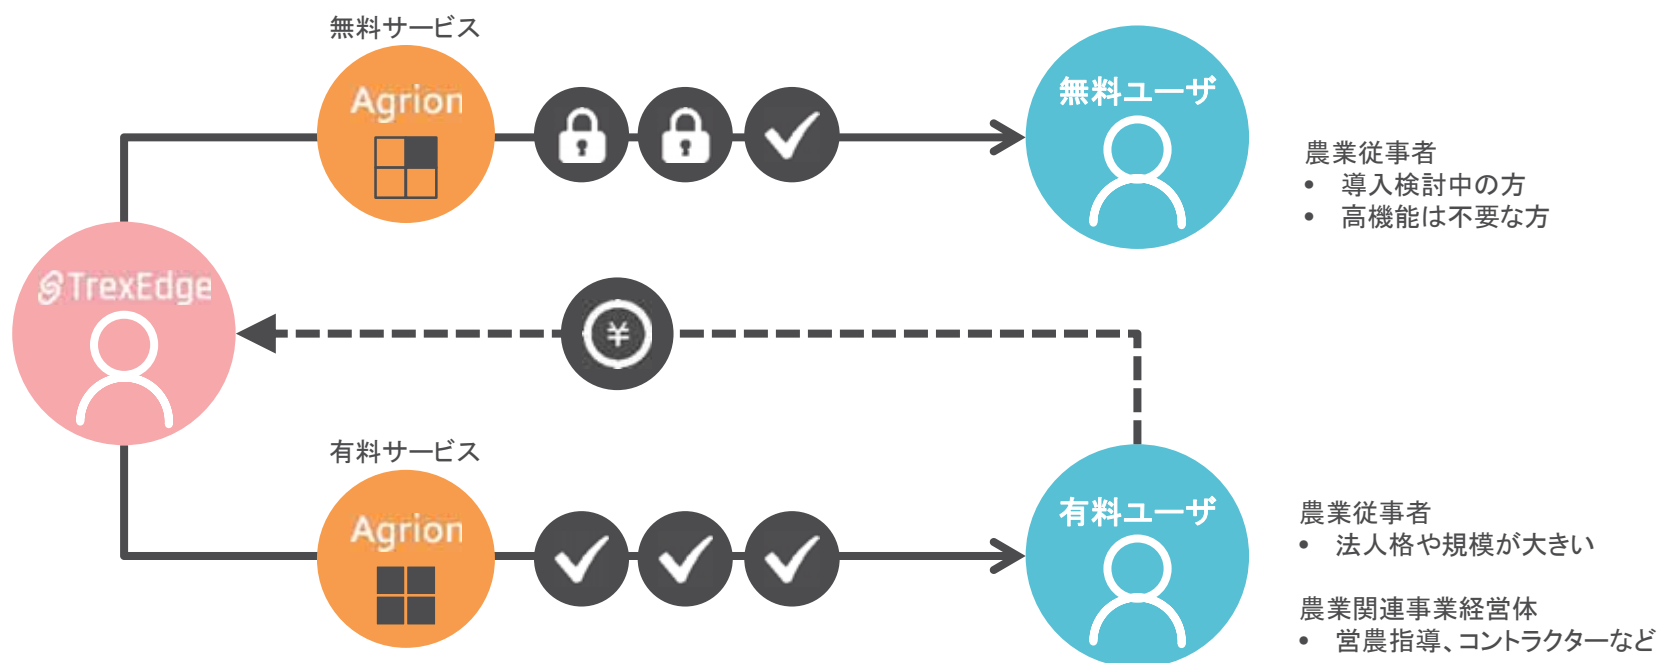 無料サービス
Agrion
無料ユーザ
農業従事者
• 導入検討中の方
• 高機能は不要な方
TrexEdge
¥
有料サービス
Agrion
有料ユーザ
農業従事者
• 法人格や規模が大きい
農業関連事業経営体
• 営農指導、コントラクターなど